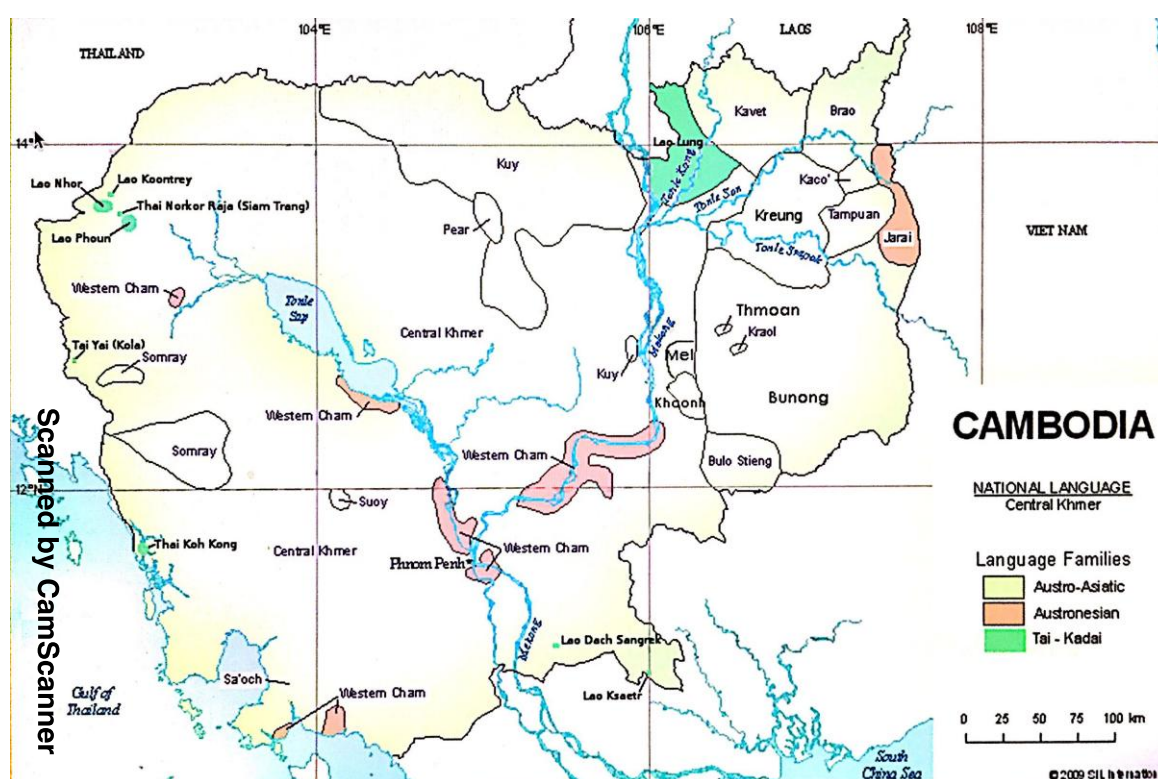 104°E
106°E
108°E
THAILAND
LAOS
Kavet
Brao
14°
Lao Lung
Kuy
Tonle Kong
Kaco'
Lao Koontrey
Lao Nhor
Tonle San
Thai Norkor Raja (Siam Trang)
Kreung
Tampuan
Pear
Lao Phoun
Jarai
VIET NAM
Tonle Srepok
Western Cham
Tonle
Sap
Thmoan
Central Khmer
Kraol
Mekong
Tai Yai (Kola)
Somray
Mel
Kuy
Khaonh
Bunong
Western Cham
CAMBODIA
Somray
Western Cham
Bulo Stieng
12°N
NATIONAL LANGUAGE
Central Khmer
Suoy
Thai Koh Kong
Central Khmer
Western Cham
Phnom Penh
Language Families
Austro-Asiatic
Austronesian
Tai - Kadai
Mekong
Lao Dach Sangrek
Sa'och
Western Cham
Lao Ksaetr
Gulf of
Thailand
0 25 50 75 100 km
South
China Sea
© 2009 SIL Internation
Scanned by CamScanner